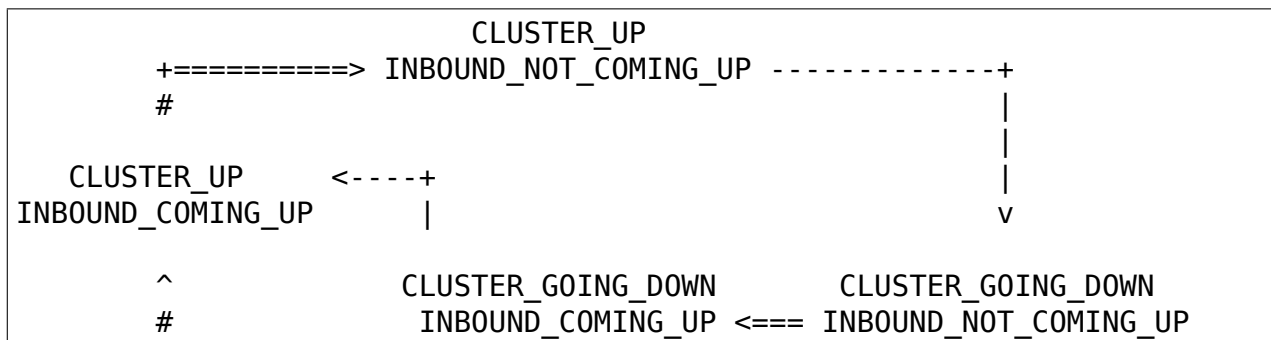 CLUSTER_UP
        +==========> INBOUND_NOT_COMING_UP -------------+
        #                                               |
                                                        |
   CLUSTER_UP     <----+                                |
INBOUND_COMING_UP      |                                v

        ^             CLUSTER_GOING_DOWN       CLUSTER_GOING_DOWN
        #              INBOUND_COMING_UP <=== INBOUND_NOT_COMING_UP